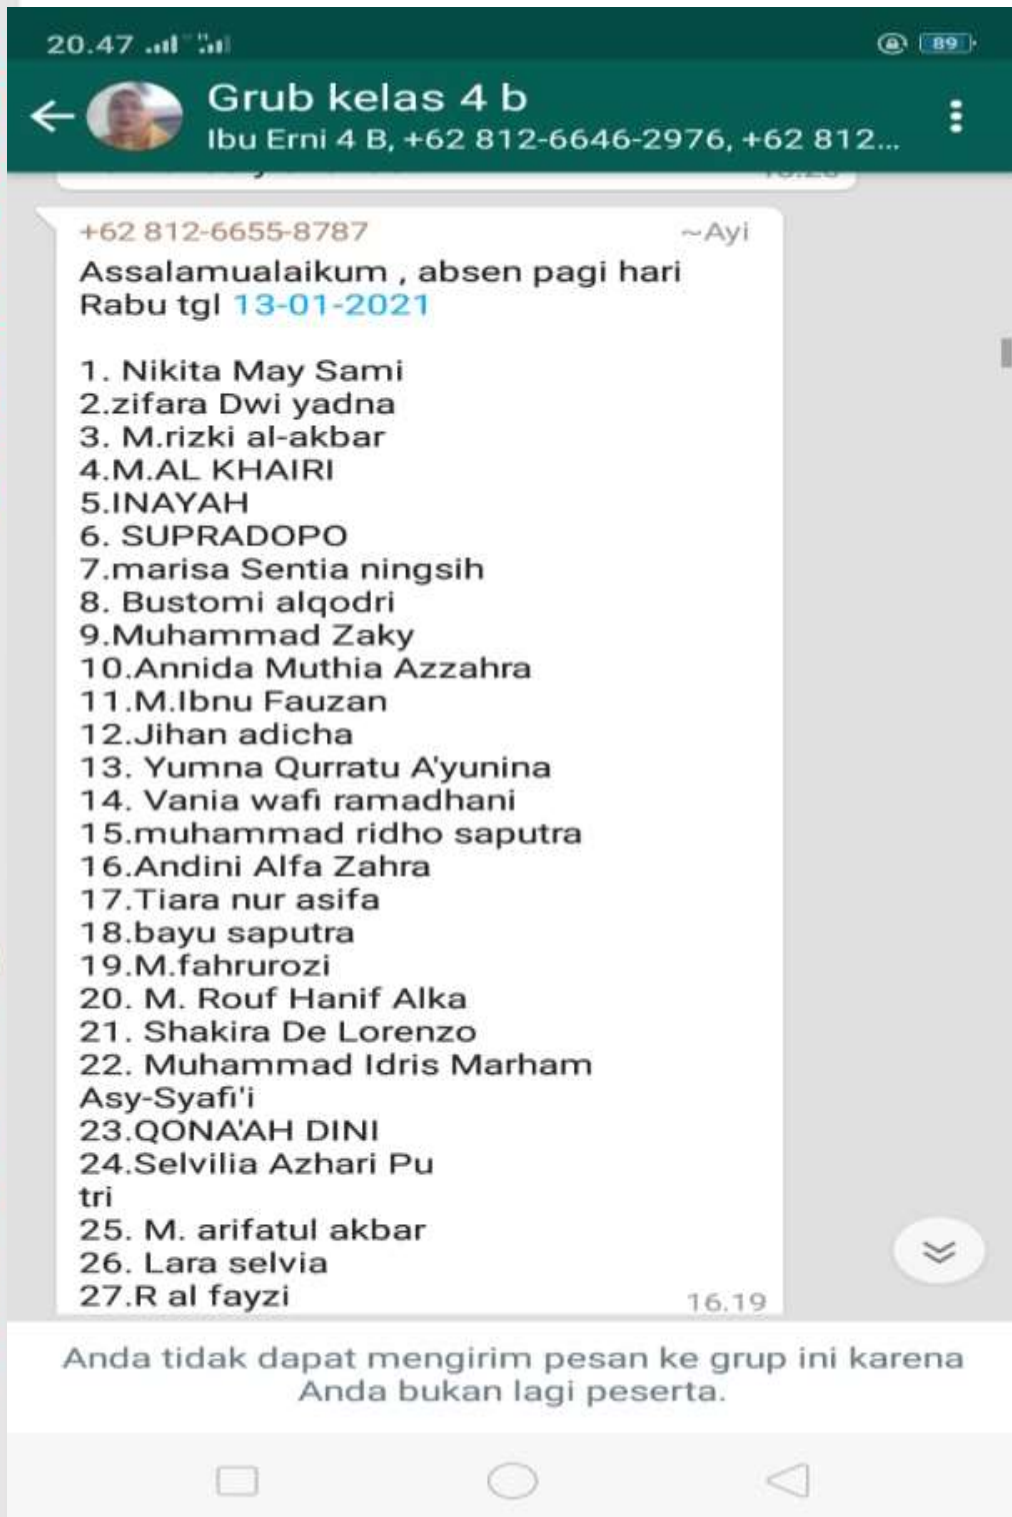 20.47
89
Grub kelas 4 b
Ibu Erni 4 B, +62 812-6646-2976, +62 812...
+62 812-6655-8787 ~Ayi
Assalamualaikum , absen pagi hari
Rabu tgl 13-01-2021
1. Nikita May Sami
2.zifara Dwi yadna
3. M.rizki al-akbar
4.M.AL KHAIRI
5.INAYAH
6. SUPRADOPO
7.marisa Sentia ningsih
8. Bustomi alqodri
9.Muhammad Zaky
10.Annida Muthia Azzahra
11.M.Ibnu Fauzan
12.Jihan adicha
13. Yumna Qurratu A'yunina
14. Vania wafi ramadhani
15.muhammad ridho saputra
16.Andini Alfa Zahra
17.Tiara nur asifa
18.bayu saputra
19.M.fahrurozi
20. M. Rouf Hanif Alka
21. Shakira De Lorenzo
22. Muhammad Idris Marham
Asy-Syafi'i
23.QONA'AH DINI
24.Selvilia Azhari Pu
tri
25. M. arifatul akbar
26. Lara selvia
27.R al fayzi
16.19
Anda tidak dapat mengirim pesan ke grup ini karena
Anda bukan lagi peserta.